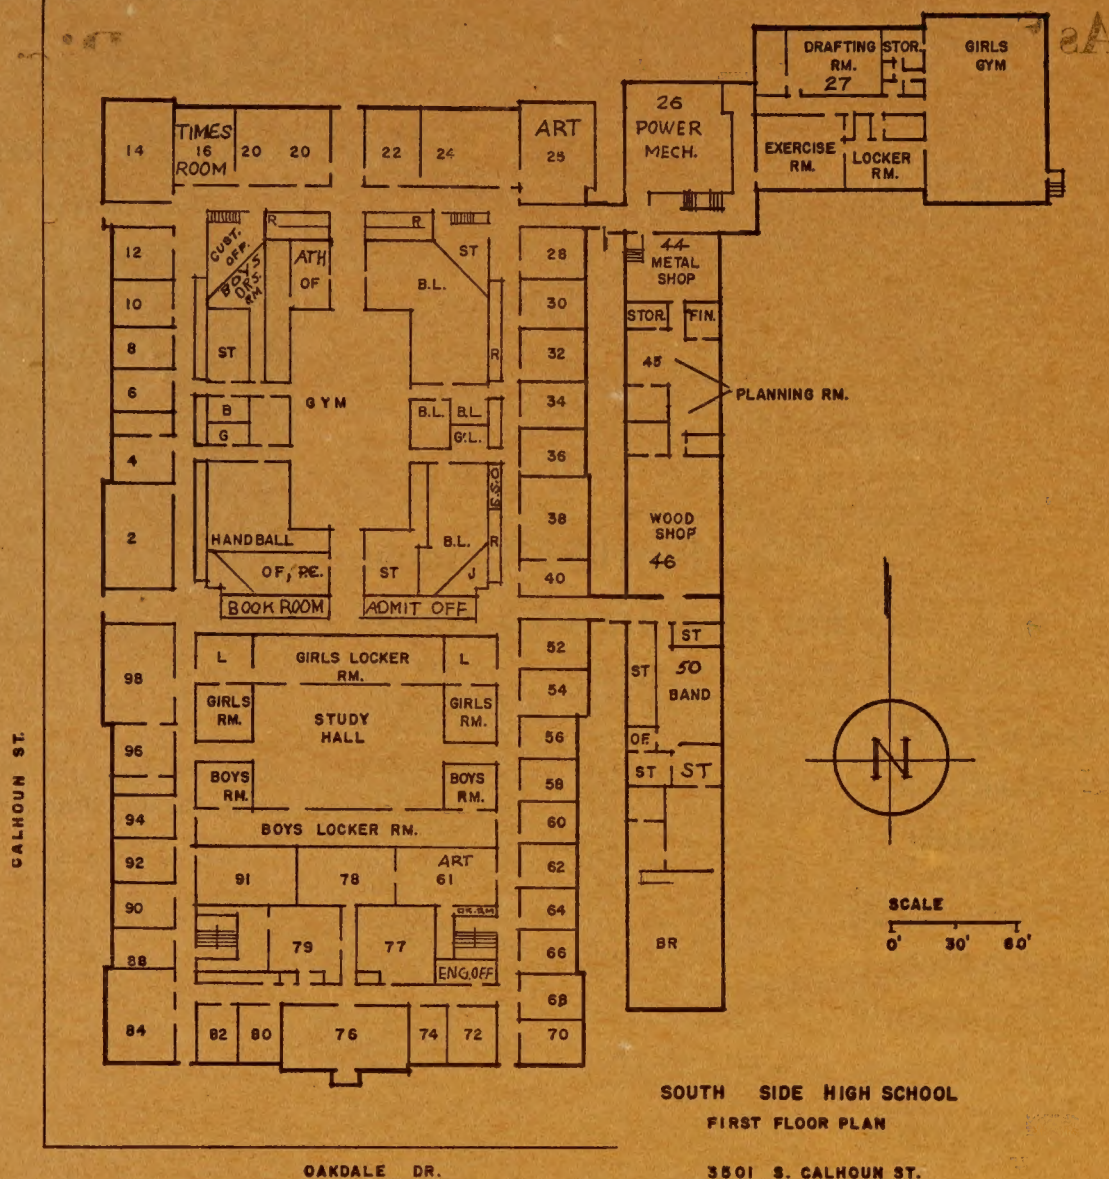 DRAFTING STOR. GIRLS
RM. GYM
27
26
POWER
MECH.
EXERCISE
RM.
LOCKER
RM.
14
TIMES
16
ROOM
20
20
22
24
ART
25
12
10
8
6
4
2
CUST.
OFF.
BOYS
DRS.
RM
R
ATH
OF
R
ST
B.L.
ST
R
GYM
B
G
B.L.
B.L.
G.L.
HANDBALL
OF, P.E.
ST
B.L.
J
R
BOOK ROOM
ADMIT OFF
28
30
32
34
36
38
40
44
METAL
SHOP
STOR.
FIN.
45
PLANNING RM.
WOOD
SHOP
46
98
96
94
92
90
88
84
L
GIRLS LOCKER
RM.
L
GIRLS
RM.
STUDY
HALL
GIRLS
RM.
BOYS
RM.
BOYS
RM.
BOYS LOCKER RM.
91
78
ART
61
79
77
ENG.OFF
82
80
76
74
72
52
54
56
58
60
62
64
66
68
70
ST
ST
50
BAND
OF.
ST
ST
BR
N
SCALE
0' 30' 60'
CALHOUN ST.
OAKDALE DR.
SOUTH SIDE HIGH SCHOOL
FIRST FLOOR PLAN
3501 S. CALHOUN ST.